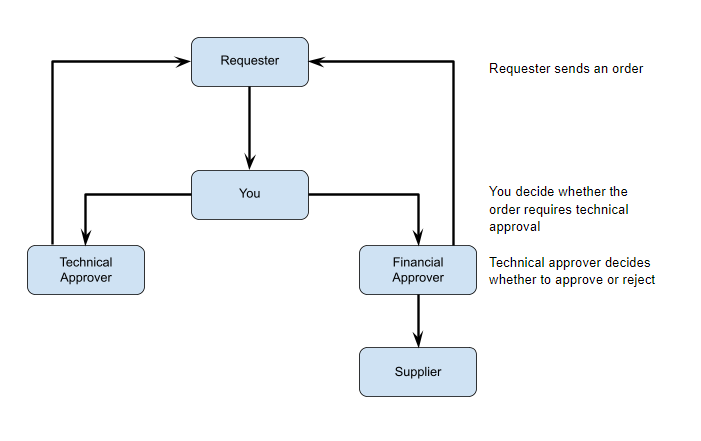 Requester
Requester sends an order
You
You decide whether the
order requires technical
approval
Technical
Approver
Financial
Approver
Technical approver decides
whether to approve or reject
Supplier